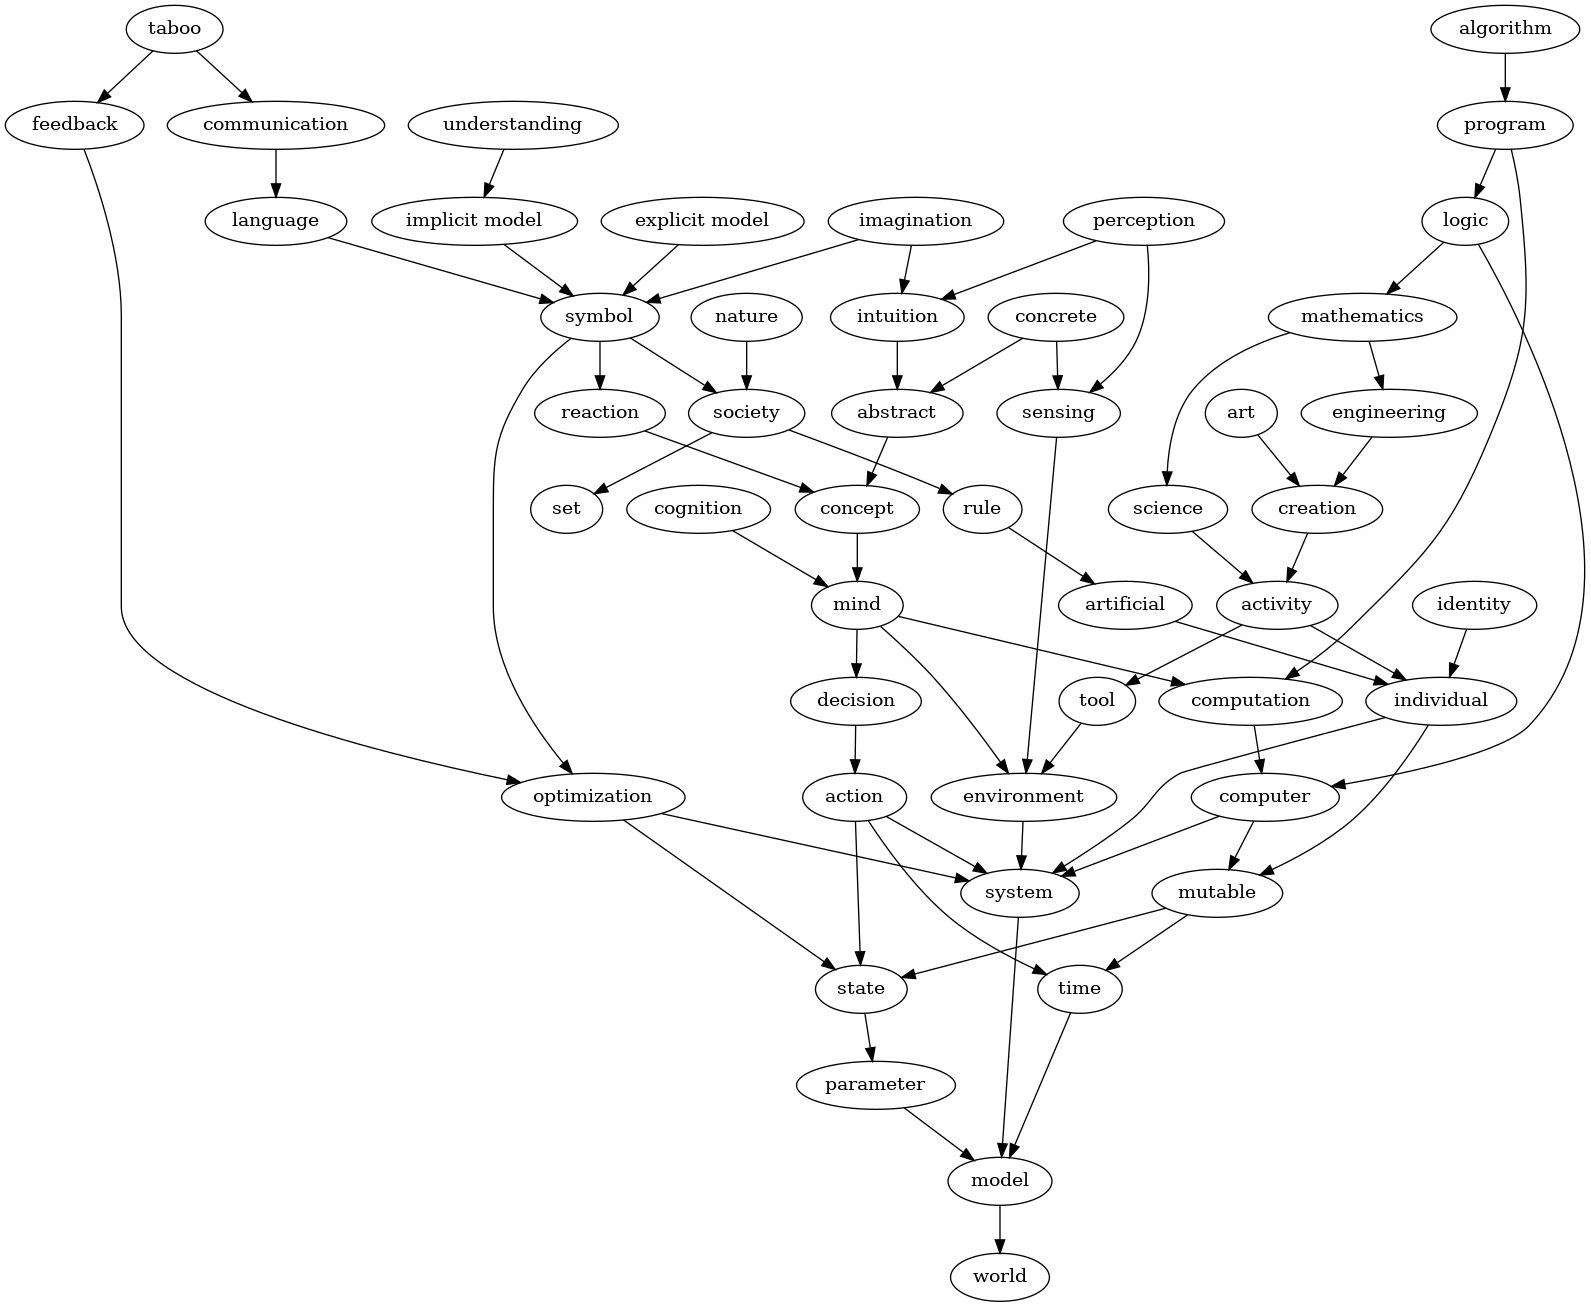 taboo
algorithm
feedback
communication
understanding
program
language
implicit model
explicit model
imagination
perception
logic
symbol
nature
intuition
concrete
mathematics
reaction
society
abstract
sensing
art
engineering
set
cognition
concept
rule
science
creation
mind
artificial
activity
identity
decision
tool
computation
individual
optimization
action
environment
computer
system
mutable
state
time
parameter
model
world